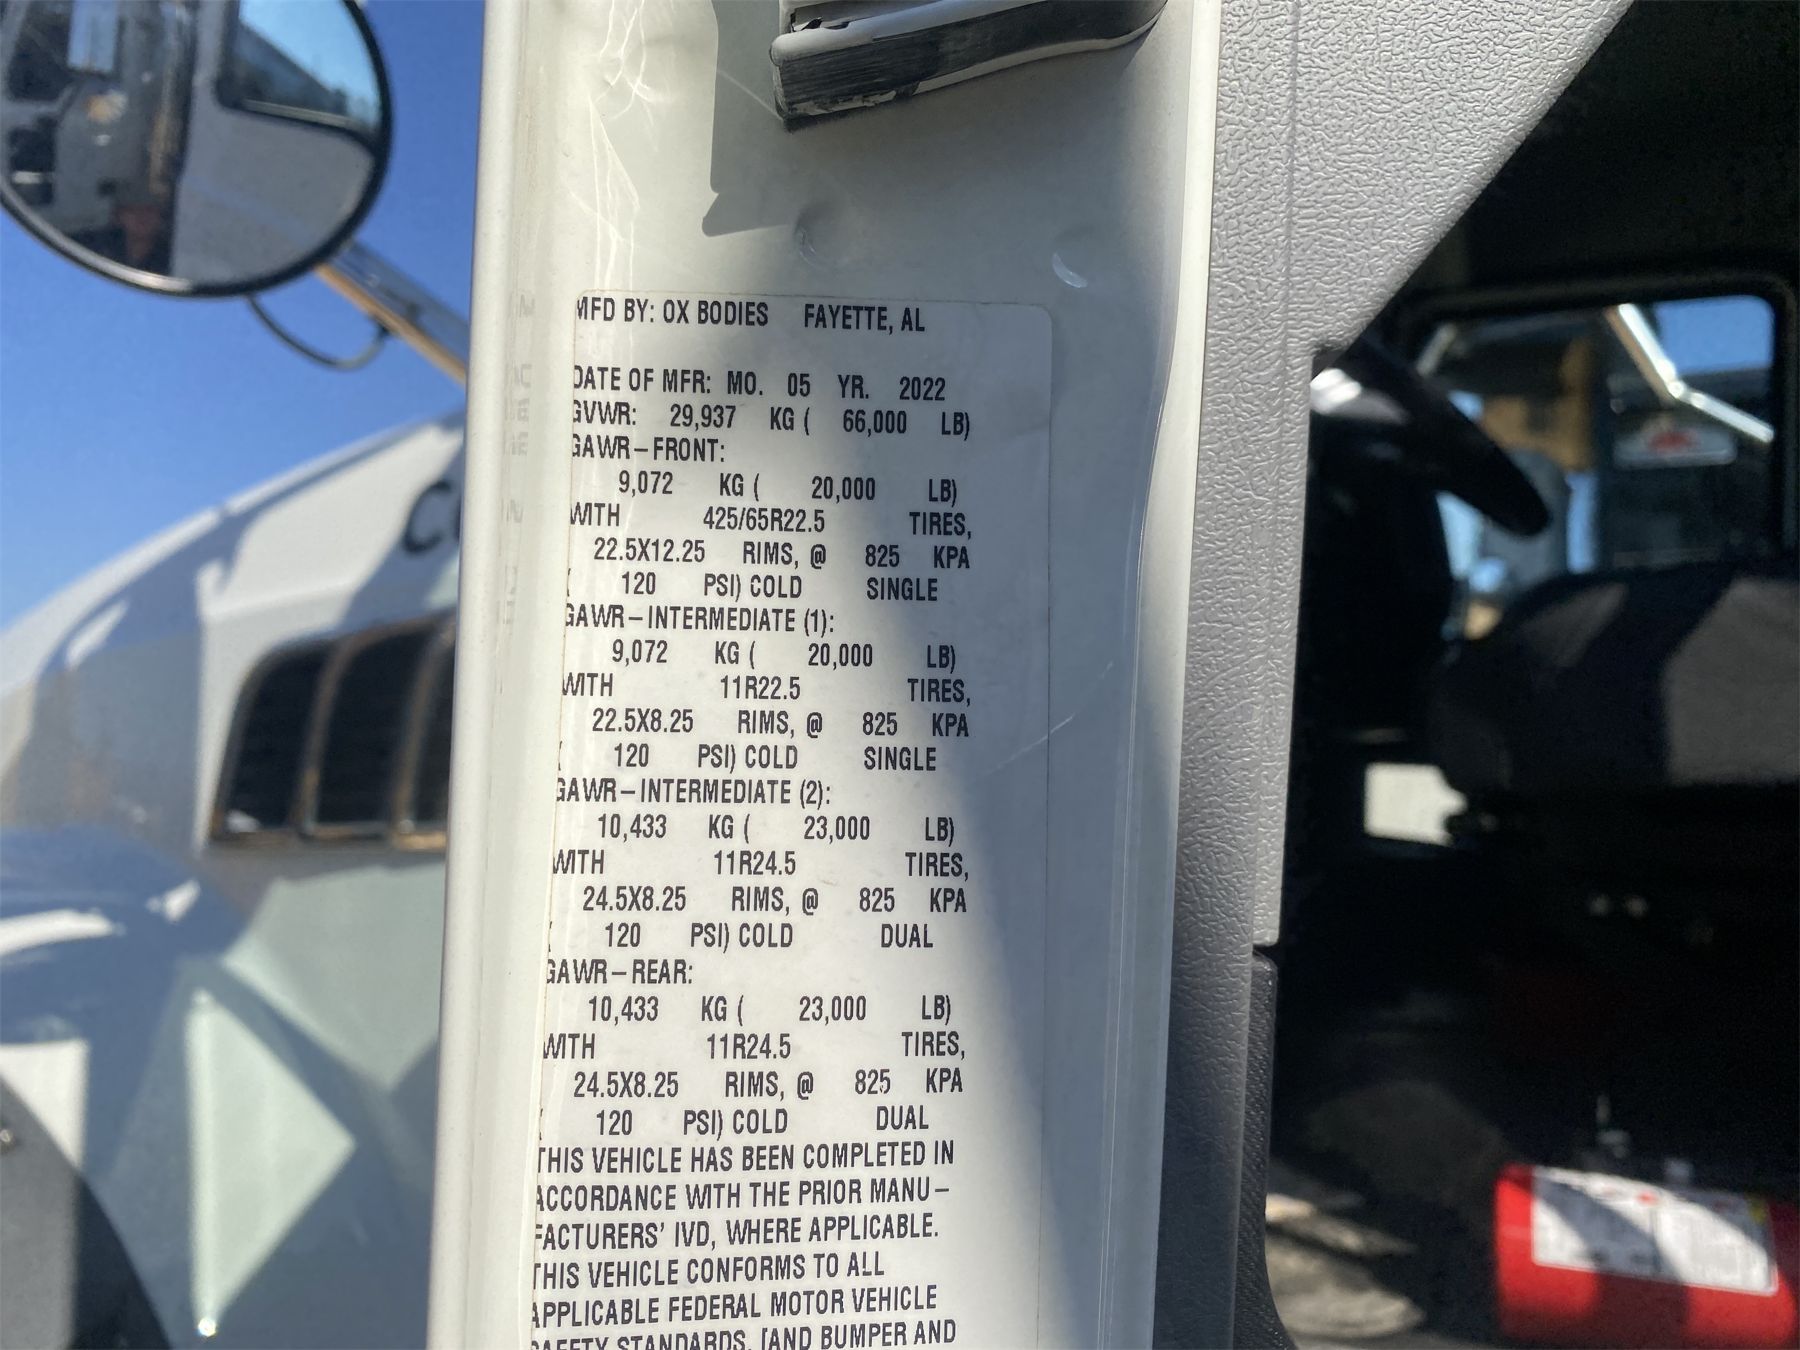 MFD BY: OX BODIES FAYETTE, AL
DATE OF MFR: MO. 05 YR. 2022
GVWR: 29,937 KG ( 66,000 LB)
GAWR-FRONT:
9,072 KG ( 20,000 LB)
WITH 425/65R22.5 TIRES,
22.5X12.25 RIMS, @ 825 KPA
( 120 PSI) COLD SINGLE
GAWR-INTERMEDIATE (1):
9,072 KG ( 20,000 LB)
WITH 11R22.5 TIRES,
22.5X8.25 RIMS, @ 825 KPA
( 120 PSI) COLD SINGLE
GAWR-INTERMEDIATE (2):
10,433 KG ( 23,000 LB)
WITH 11R24.5 TIRES,
24.5X8.25 RIMS, @ 825 KPA
( 120 PSI) COLD DUAL
GAWR-REAR:
10,433 KG ( 23,000 LB)
WITH 11R24.5 TIRES,
24.5X8.25 RIMS, @ 825 KPA
( 120 PSI) COLD DUAL
THIS VEHICLE HAS BEEN COMPLETED IN
ACCORDANCE WITH THE PRIOR MANU-
FACTURERS' IVD, WHERE APPLICABLE.
THIS VEHICLE CONFORMS TO ALL
APPLICABLE FEDERAL MOTOR VEHICLE
SAFETY STANDARDS, [AND BUMPER AND